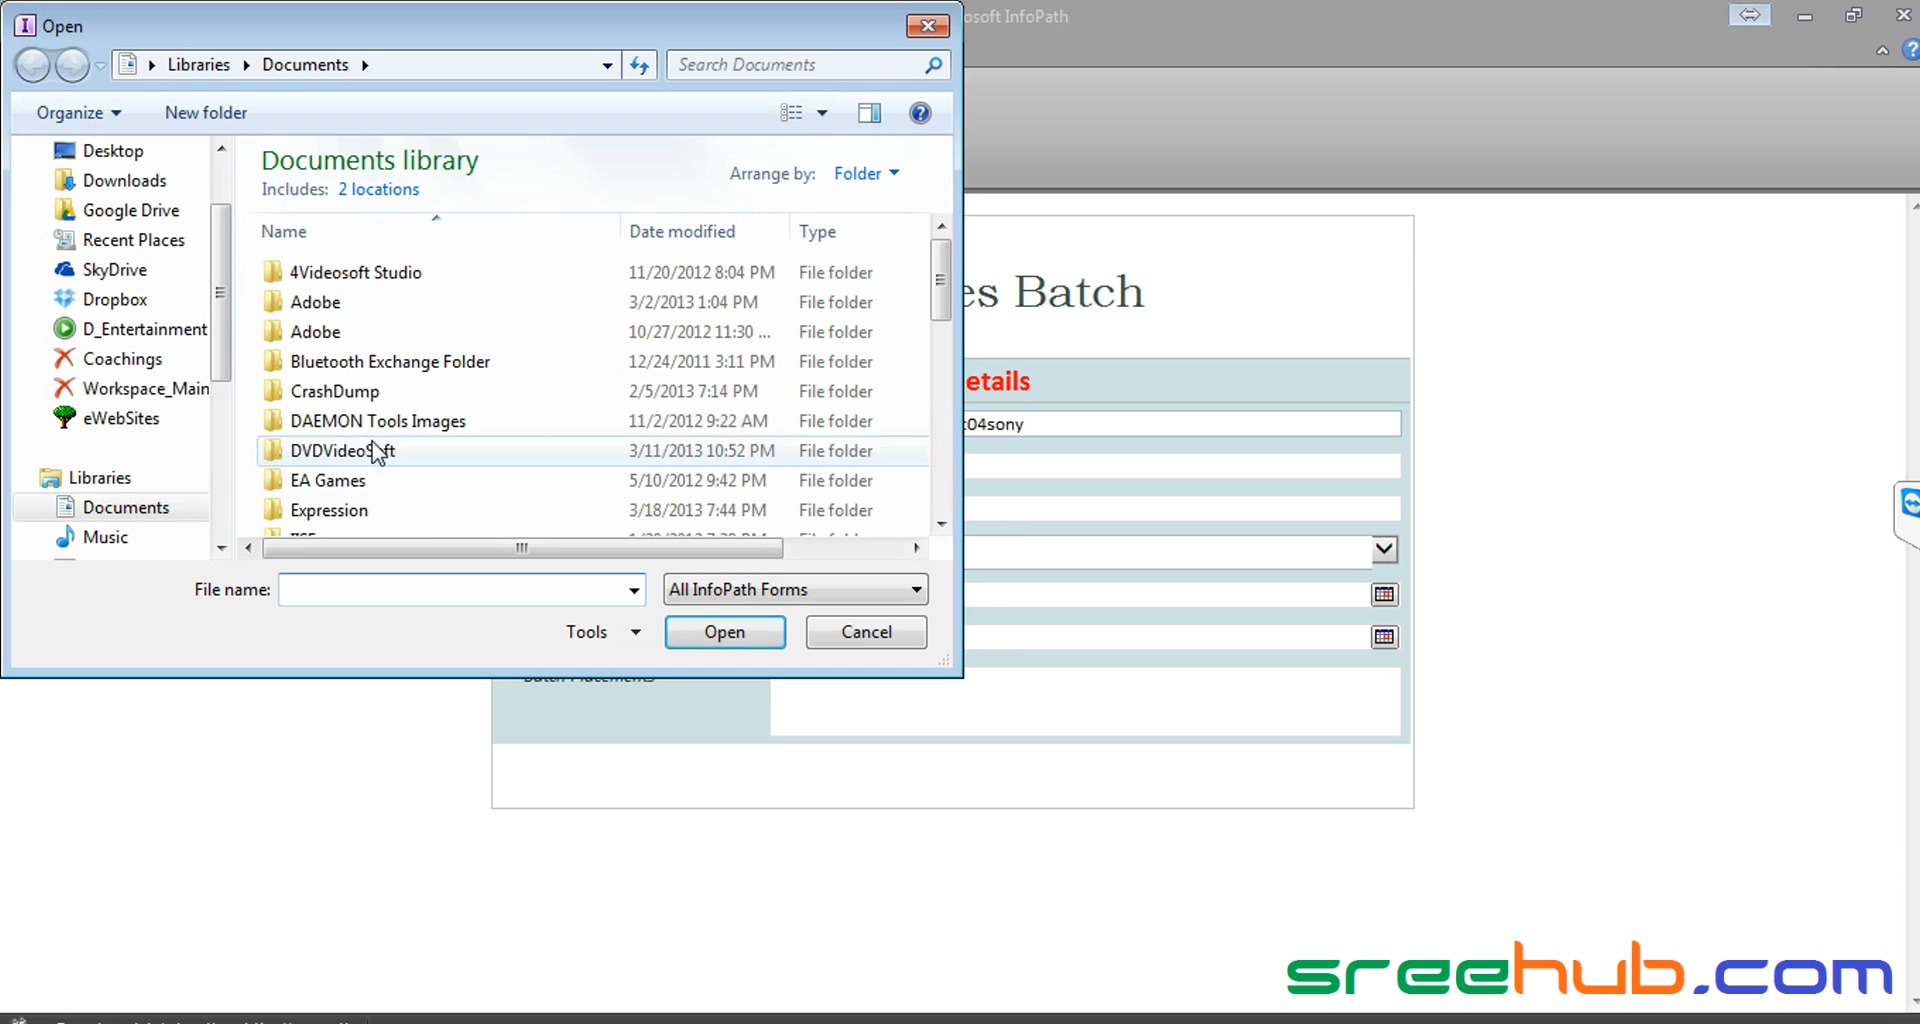 Open
osoft InfoPath
Libraries Documents
Search Documents
Organize New folder
Desktop
Downloads
Google Drive
Recent Places
SkyDrive
Dropbox
D_Entertainment
Coachings
Workspace_Main
eWebSites
Libraries
Documents
Music
Documents library
Includes: 2 locations
Arrange by: Folder
Name Date modified Type
4Videosoft Studio 11/20/2012 8:04 PM File folder
Adobe 3/2/2013 1:04 PM File folder
Adobe 10/27/2012 11:30 ... File folder
Bluetooth Exchange Folder 12/24/2011 3:11 PM File folder
CrashDump 2/5/2013 7:14 PM File folder
DAEMON Tools Images 11/2/2012 9:22 AM File folder
DVDVideoSoft 3/11/2013 10:52 PM File folder
EA Games 5/10/2012 9:42 PM File folder
Expression 3/18/2013 7:44 PM File folder
File name: All InfoPath Forms
Tools Open Cancel
es Batch
etails
04sony
Batch Placements
sreehub.com